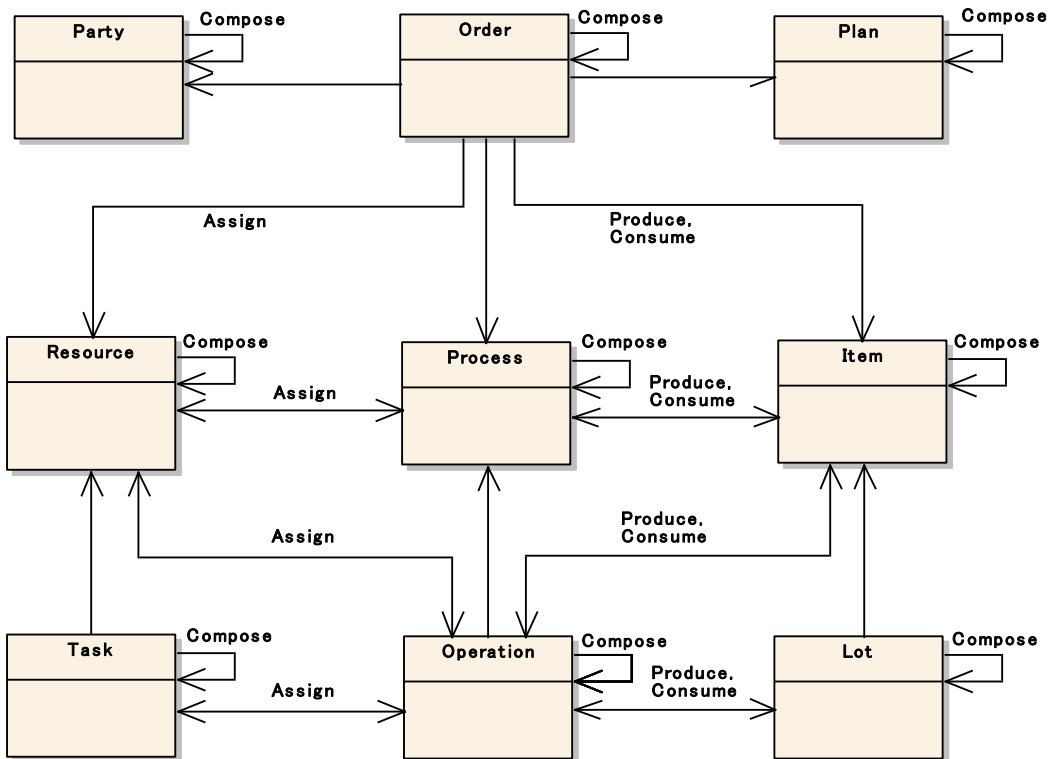 Compose
Compose
Compose
Party
Order
Plan
Assign
Produce,
Consume
Compose
Compose
Compose
Resource
Process
Item
Assign
Produce,
Consume
Assign
Produce,
Consume
Compose
Compose
Compose
Task
Operation
Lot
Assign
Produce,
Consume